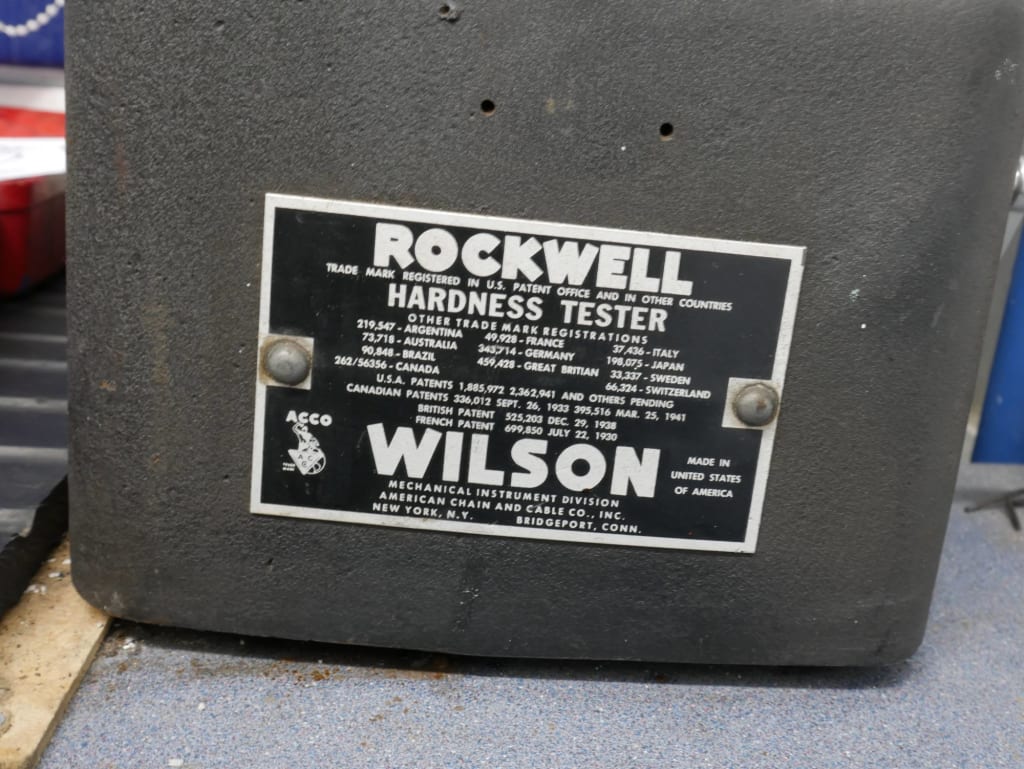 ROCKWELL
TRADE MARK REGISTERED IN U.S. PATENT OFFICE AND IN OTHER COUNTRIES
HARDNESS TESTER
OTHER TRADE MARK REGISTRATIONS
219,547 - ARGENTINA 49,928 - FRANCE 37,436 - ITALY
73,718 - AUSTRALIA 343,714 - GERMANY 198,075 - JAPAN
90,848 - BRAZIL 459,428 - GREAT BRITIAN 33,337 - SWEDEN
262/56356 - CANADA 66,324 - SWITZERLAND
U.S.A. PATENTS 1,885,972 2,362,941 AND OTHERS PENDING
CANADIAN PATENTS 336,012 SEPT. 26, 1933 395,516 MAR. 25, 1941
BRITISH PATENT 525,203 DEC. 29, 1938
FRENCH PATENT 699,850 JULY 22, 1930
ACCO
TRADE MARK
WILSON
MADE IN
UNITED STATES
OF AMERICA
MECHANICAL INSTRUMENT DIVISION
AMERICAN CHAIN AND CABLE CO., INC.
NEW YORK, N.Y. BRIDGEPORT, CONN.